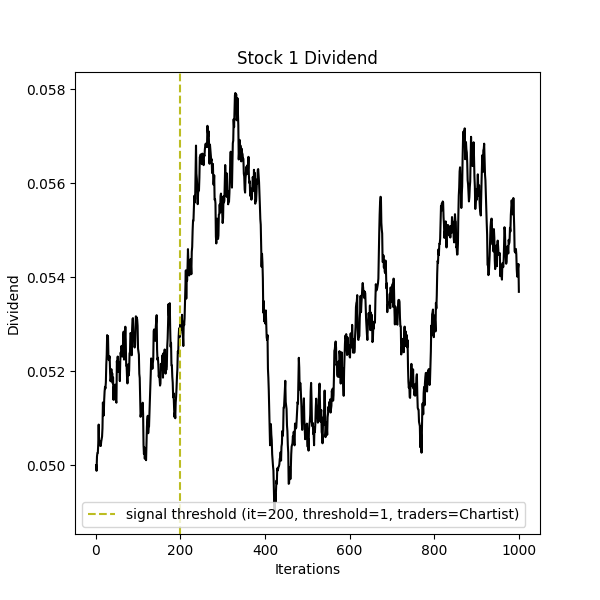 Stock 1 Dividend
0.058
0.056
0.054
0.052
0.050
Dividend
signal threshold (it=200, threshold=1, traders=Chartist)
0
200
400
600
800
1000
Iterations